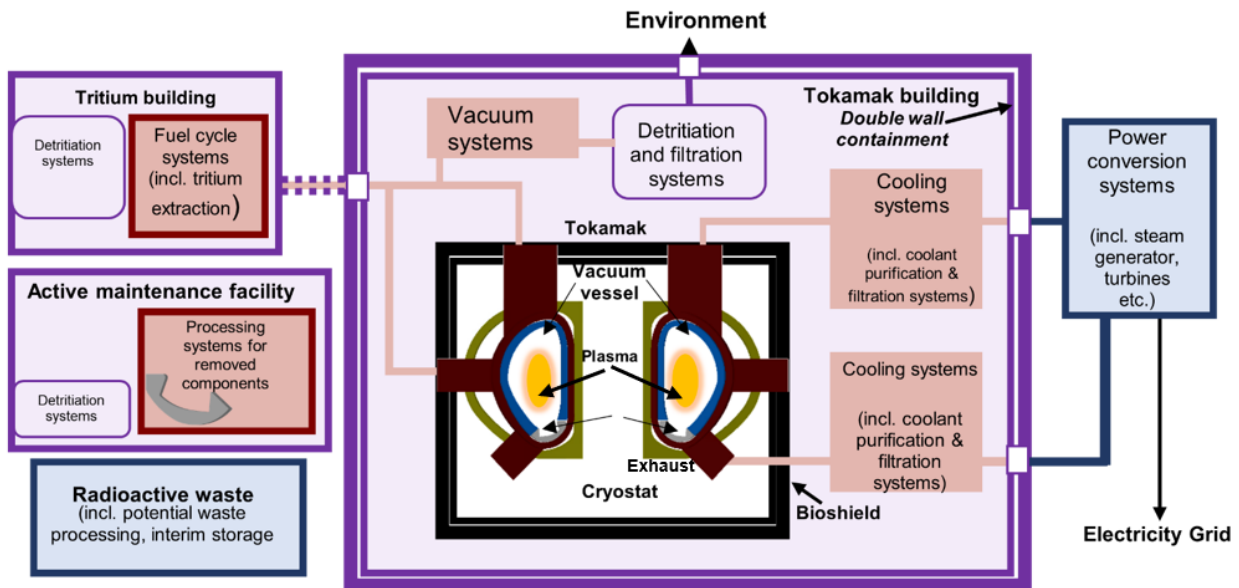 Environment
Tritium building
Detritiation
systems
Fuel cycle
systems
(incl. tritium
extraction)
Vacuum
systems
Detritiation
and filtration
systems
Tokamak building
Double wall
containment
Power
conversion
systems
(incl. steam
generator,
turbines
etc.)
Cooling
systems
(incl. coolant
purification &
filtration systems)
Tokamak
Vacuum
vessel
Plasma
Exhaust
Cryostat
Bioshield
Cooling systems
(incl. coolant
purification &
filtration
systems)
Active maintenance facility
Processing
systems for
removed
components
Detritiation
systems
Radioactive waste
(incl. potential waste
processing, interim storage
Electricity Grid